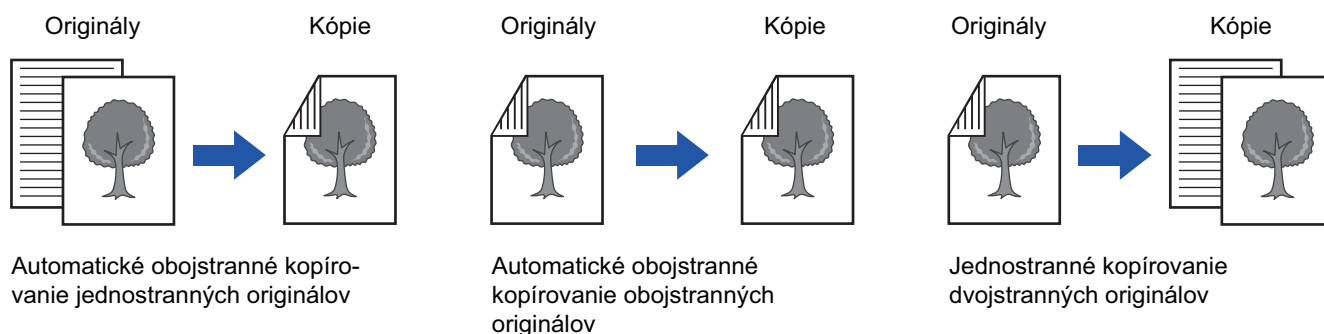 Originály Kópie Originály Kópie Originály Kópie
Automatické obojstranné kopíro-
vanie jednostranných originálov
Automatické obojstranné
kopírovanie obojstranných
originálov
Jednostranné kopírovanie
dvojstranných originálov